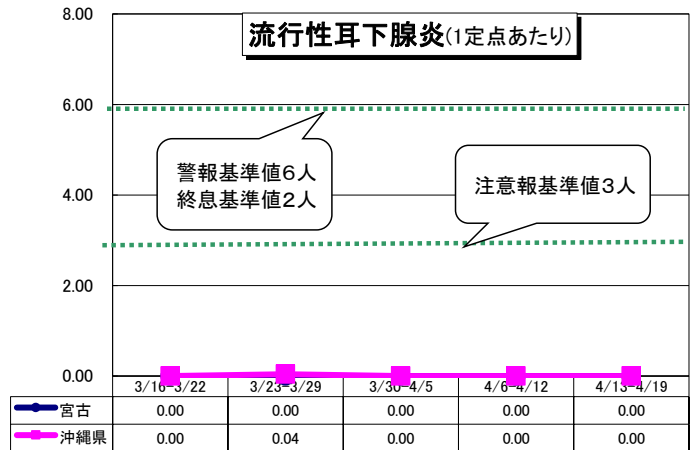 流行性耳下腺炎(1定点あたり)
8.00
6.00
警報基準値6人
終息基準値2人
注意報基準値3人
4.00
2.00
0.00
3/16-3/22 3/23-3/29 3/30-4/5 4/6-4/12 4/13-4/19
宮古 0.00 0.00 0.00 0.00 0.00
沖縄県 0.00 0.04 0.00 0.00 0.00